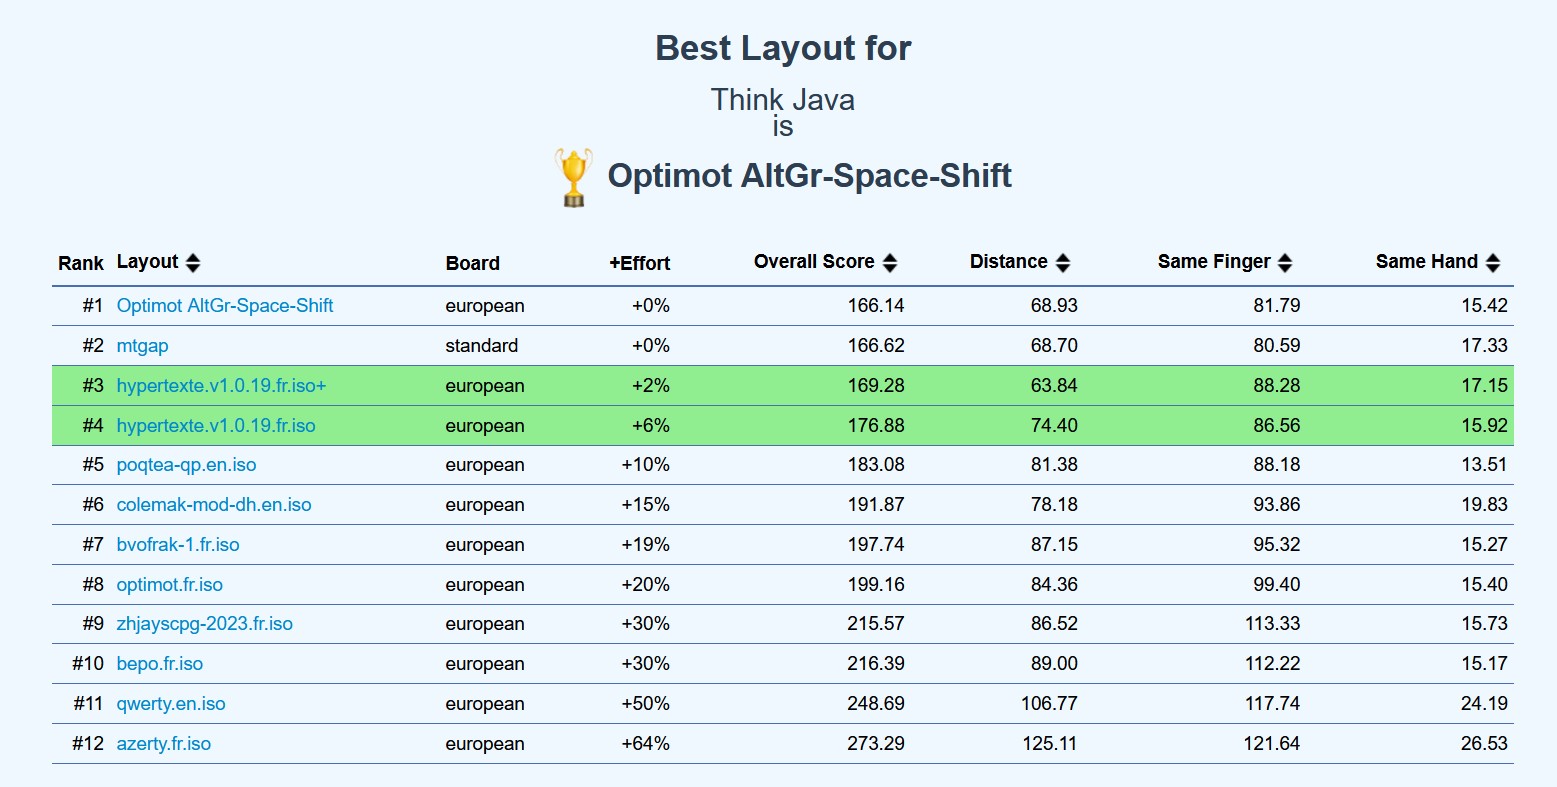 Best Layout for
Think Java
is
Optimot AltGr-Space-Shift
Rank Layout Board +Effort Overall Score Distance Same Finger Same Hand
#1 Optimot AltGr-Space-Shift european +0% 166.14 68.93 81.79 15.42
#2 mtgap standard +0% 166.62 68.70 80.59 17.33
#3 hypertexte.v1.0.19.fr.iso+ european +2% 169.28 63.84 88.28 17.15
#4 hypertexte.v1.0.19.fr.iso european +6% 176.88 74.40 86.56 15.92
#5 poqtea-qp.en.iso european +10% 183.08 81.38 88.18 13.51
#6 colemak-mod-dh.en.iso european +15% 191.87 78.18 93.86 19.83
#7 bvofrak-1.fr.iso european +19% 197.74 87.15 95.32 15.27
#8 optimot.fr.iso european +20% 199.16 84.36 99.40 15.40
#9 zhjayscpg-2023.fr.iso european +30% 215.57 86.52 113.33 15.73
#10 bepo.fr.iso european +30% 216.39 89.00 112.22 15.17
#11 qwerty.en.iso european +50% 248.69 106.77 117.74 24.19
#12 azerty.fr.iso european +64% 273.29 125.11 121.64 26.53